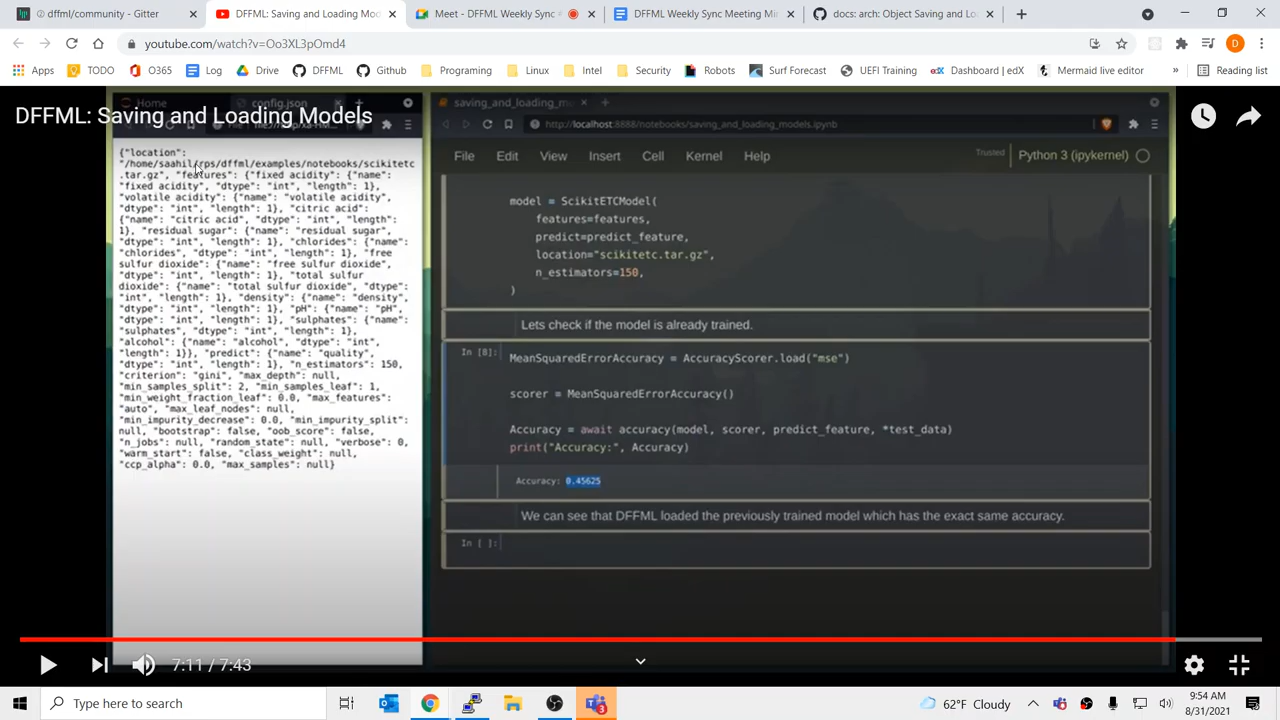 dffml/community - Gitter
DFFML: Saving and Loading Mo
Meet - DFFML Weekly Sync
DFFML Weekly Sync Meeting Mi
docs: arch: Object Saving and Lo
youtube.com/watch?v=Oo3XL3pOmd4
Apps
TODO
O365
Log
Drive
DFFML
Github
Programing
Linux
Intel
Security
Robots
Surf Forecast
UEFI Training
Dashboard | edX
Mermaid live editor
»
Reading list
Home
config.json
saving_and_loading_m
DFFML: Saving and Loading Models
http://localhost:8888/notebooks/saving_and_loading_models.ipynb
File Edit View Insert Cell Kernel Help
Trusted
Python 3 (ipykernel)
{"location":
"/home/saahil/rps/dffml/examples/notebooks/scikitetc
.tar.gz", "features": {"fixed acidity": {"name":
"fixed acidity", "dtype": "int", "length": 1},
"volatile acidity": {"name": "volatile acidity",
"dtype": "int", "length": 1}, "citric acid":
{"name": "citric acid", "dtype": "int", "length":
1}, "residual sugar": {"name": "residual sugar",
"dtype": "int", "length": 1}, "chlorides": {"name":
"chlorides", "dtype": "int", "length": 1}, "free
sulfur dioxide": {"name": "free sulfur dioxide",
"dtype": "int", "length": 1}, "total sulfur
dioxide": {"name": "total sulfur dioxide", "dtype":
"int", "length": 1}, "density": {"name": "density",
"dtype": "int", "length": 1}, "pH": {"name": "pH",
"dtype": "int", "length": 1}, "sulphates": {"name":
"sulphates", "dtype": "int", "length": 1},
"alcohol": {"name": "alcohol", "dtype": "int",
"length": 1}}, "predict": {"name": "quality",
"dtype": "int", "length": 1}, "n_estimators": 150,
"criterion": "gini", "max_depth": null,
"min_samples_split": 2, "min_samples_leaf": 1,
"min_weight_fraction_leaf": 0.0, "max_features":
"auto", "max_leaf_nodes": null,
"min_impurity_decrease": 0.0, "min_impurity_split":
null, "bootstrap": false, "oob_score": false,
"n_jobs": null, "random_state": null, "verbose": 0,
"warm_start": false, "class_weight": null,
"ccp_alpha": 0.0, "max_samples": null}
model = ScikitETCModel(
features=features,
predict=predict_feature,
location="scikitetc.tar.gz",
n_estimators=150,
)
Lets check if the model is already trained.
In [8]:
MeanSquaredErrorAccuracy = AccuracyScorer.load("mse")
scorer = MeanSquaredErrorAccuracy()
Accuracy = await accuracy(model, scorer, predict_feature, *test_data)
print("Accuracy:", Accuracy)
Accuracy: 0.45625
We can see that DFFML loaded the previously trained model which has the exact same accuracy.
In [ ]:
7:11 / 7:43
Type here to search
3
62°F Cloudy
9:54 AM
8/31/2021